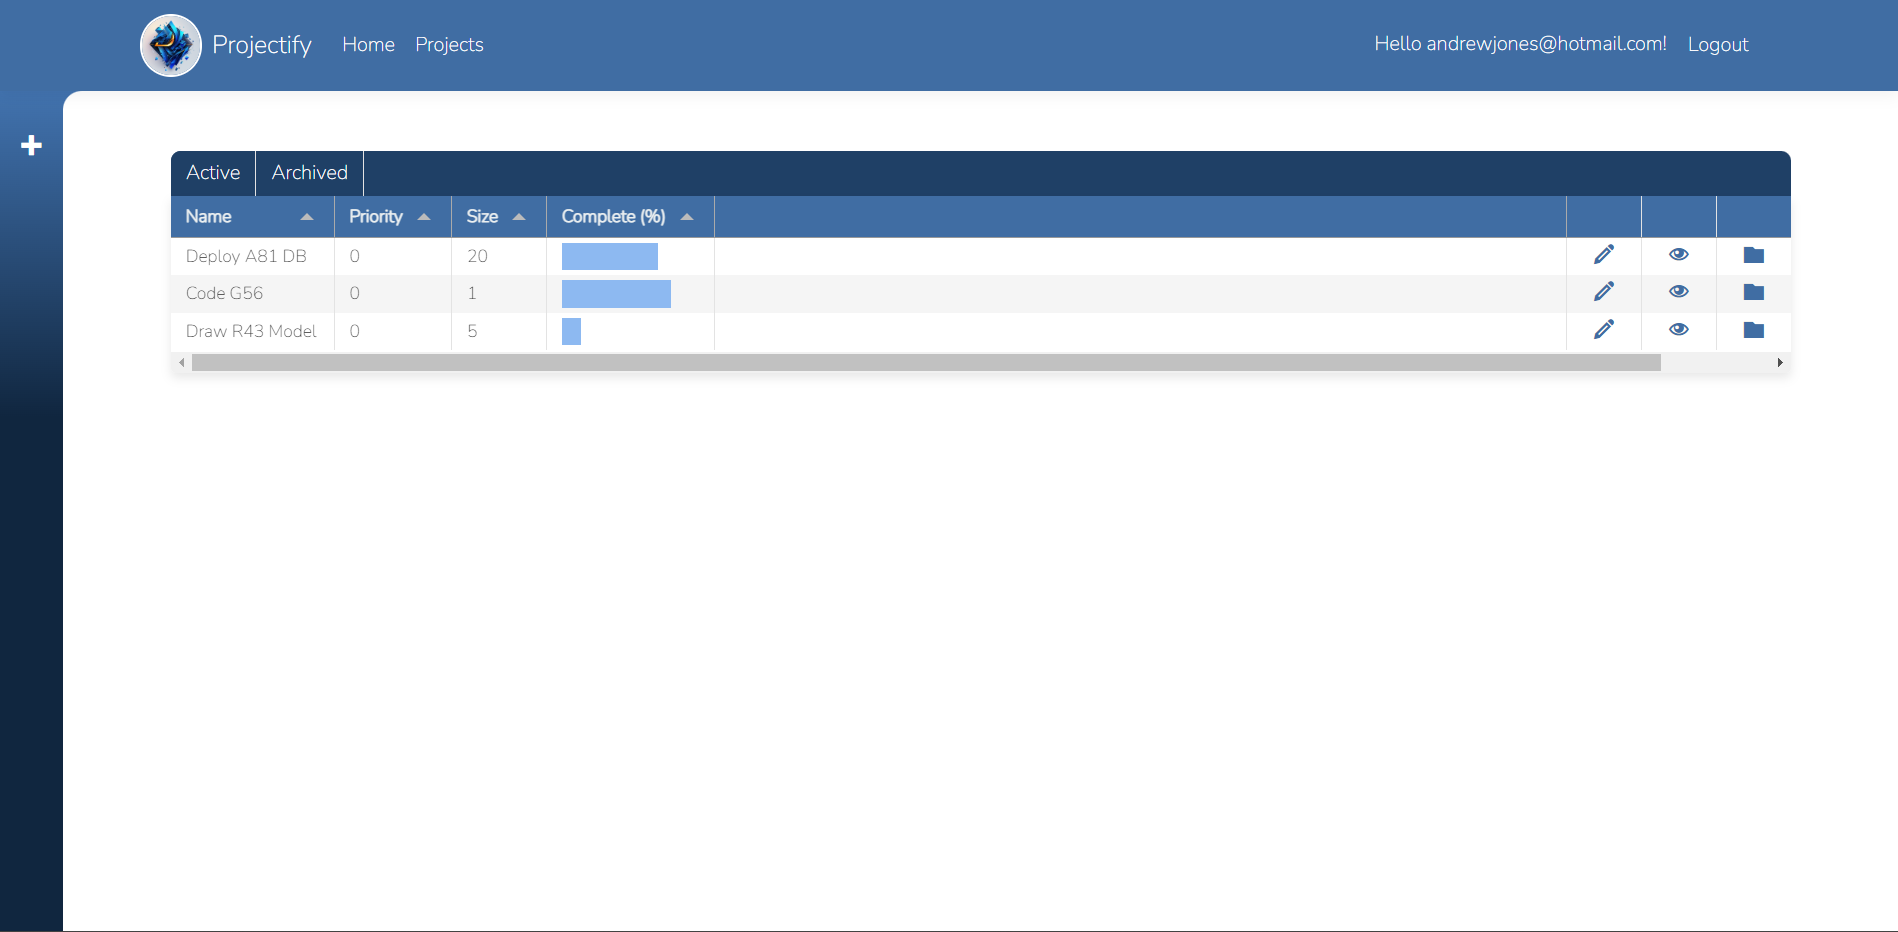 Projectify Home Projects Hello andrewjones@hotmail.com! Logout
Active Archived
Name Priority Size Complete (%)
Deploy A81 DB 0 20
Code G56 0 1
Draw R43 Model 0 5